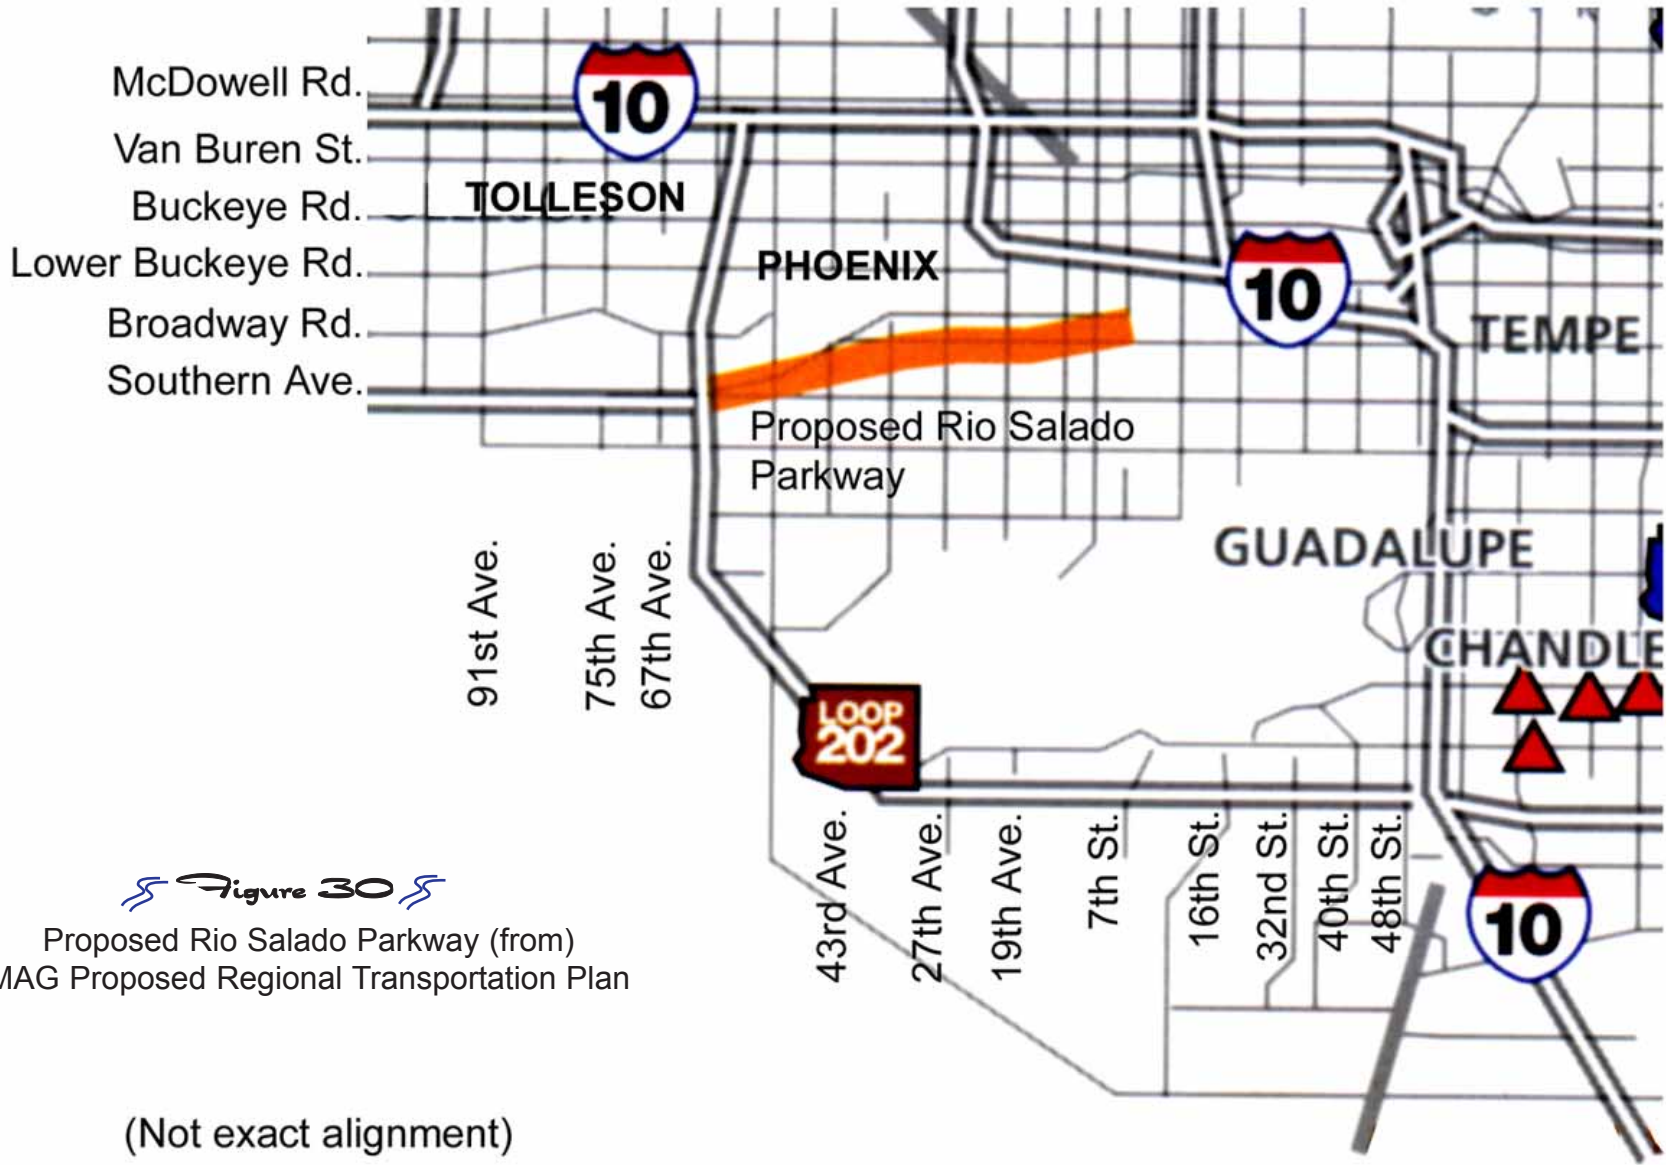 McDowell Rd.
10
Van Buren St.
TOLLESON
Buckeye Rd.
PHOENIX
Lower Buckeye Rd.
10
Broadway Rd.
TEMPE
Southern Ave.
Proposed Rio Salado
Parkway
GUADALUPE
91st Ave.
75th Ave.
67th Ave.
CHANDLE
LOOP
202
43rd Ave.
27th Ave.
19th Ave.
7th St.
16th St.
32nd St.
40th St.
48th St.
10
Figure 30
Proposed Rio Salado Parkway (from)
MAG Proposed Regional Transportation Plan
(Not exact alignment)